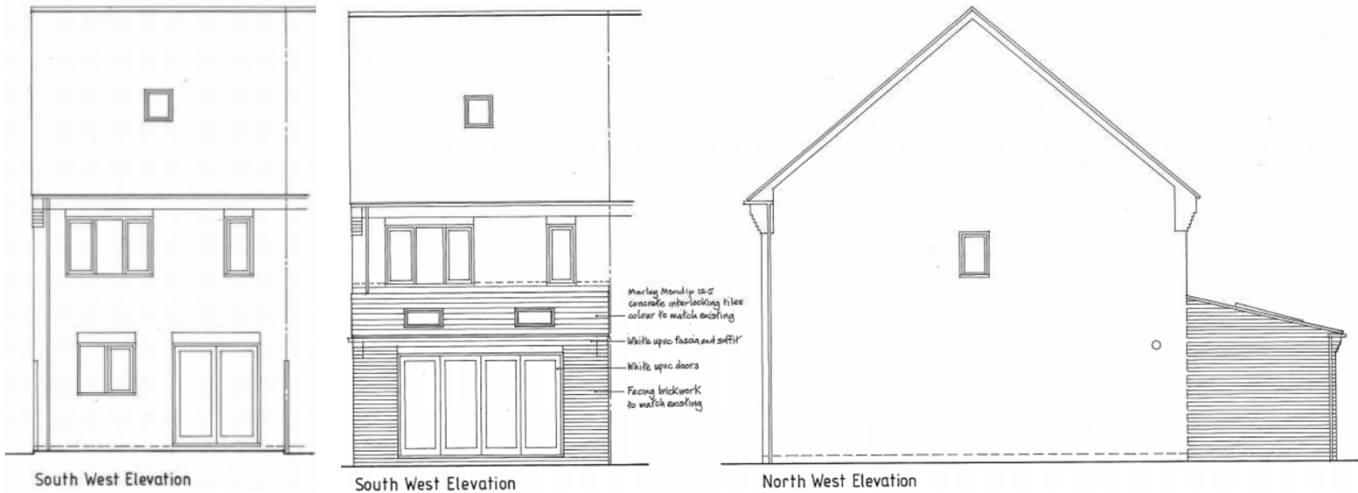 Marley Mendip 12.5
concrete interlocking tiles
colour to match existing
White upvc fascia and soffit
White upvc doors
Facing brickwork
to match existing
South West Elevation
South West Elevation
North West Elevation